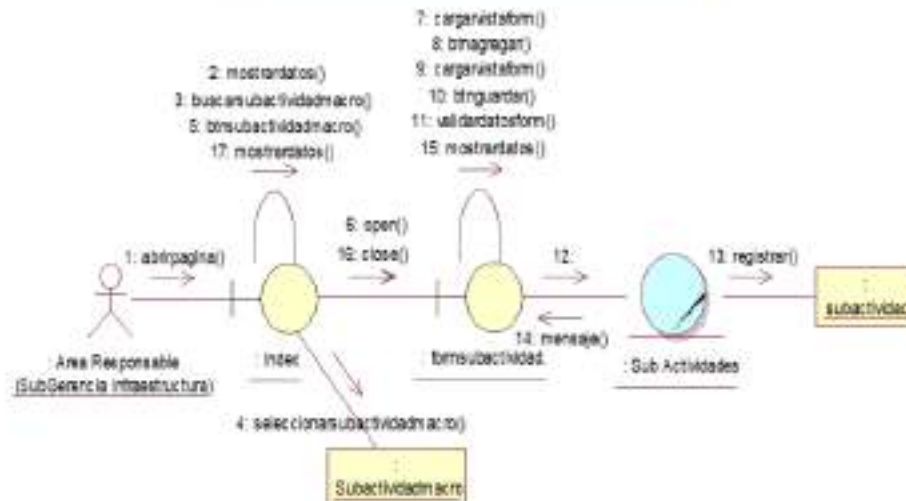 2: mostrardatos()
3: buscarsubactividadmacro()
5: btnsubactividadmacro()
17: mostrardatos()
7: cargarvistaform()
8: btnagregar()
9: cargarvistaform()
10: btnguardar()
11: validardatosform()
15: mostrardatos()
1: abrirpagina()
6: open()
16: close()
12:
13: registrar()
14: mensaje()
: Area Responsable
(SubGerencia Infraestructura)
: Index
: formsubactividad
: Sub Actividades
:
subactividad
4: seleccionarsubactividadmacro()
:
Subactividadmacro